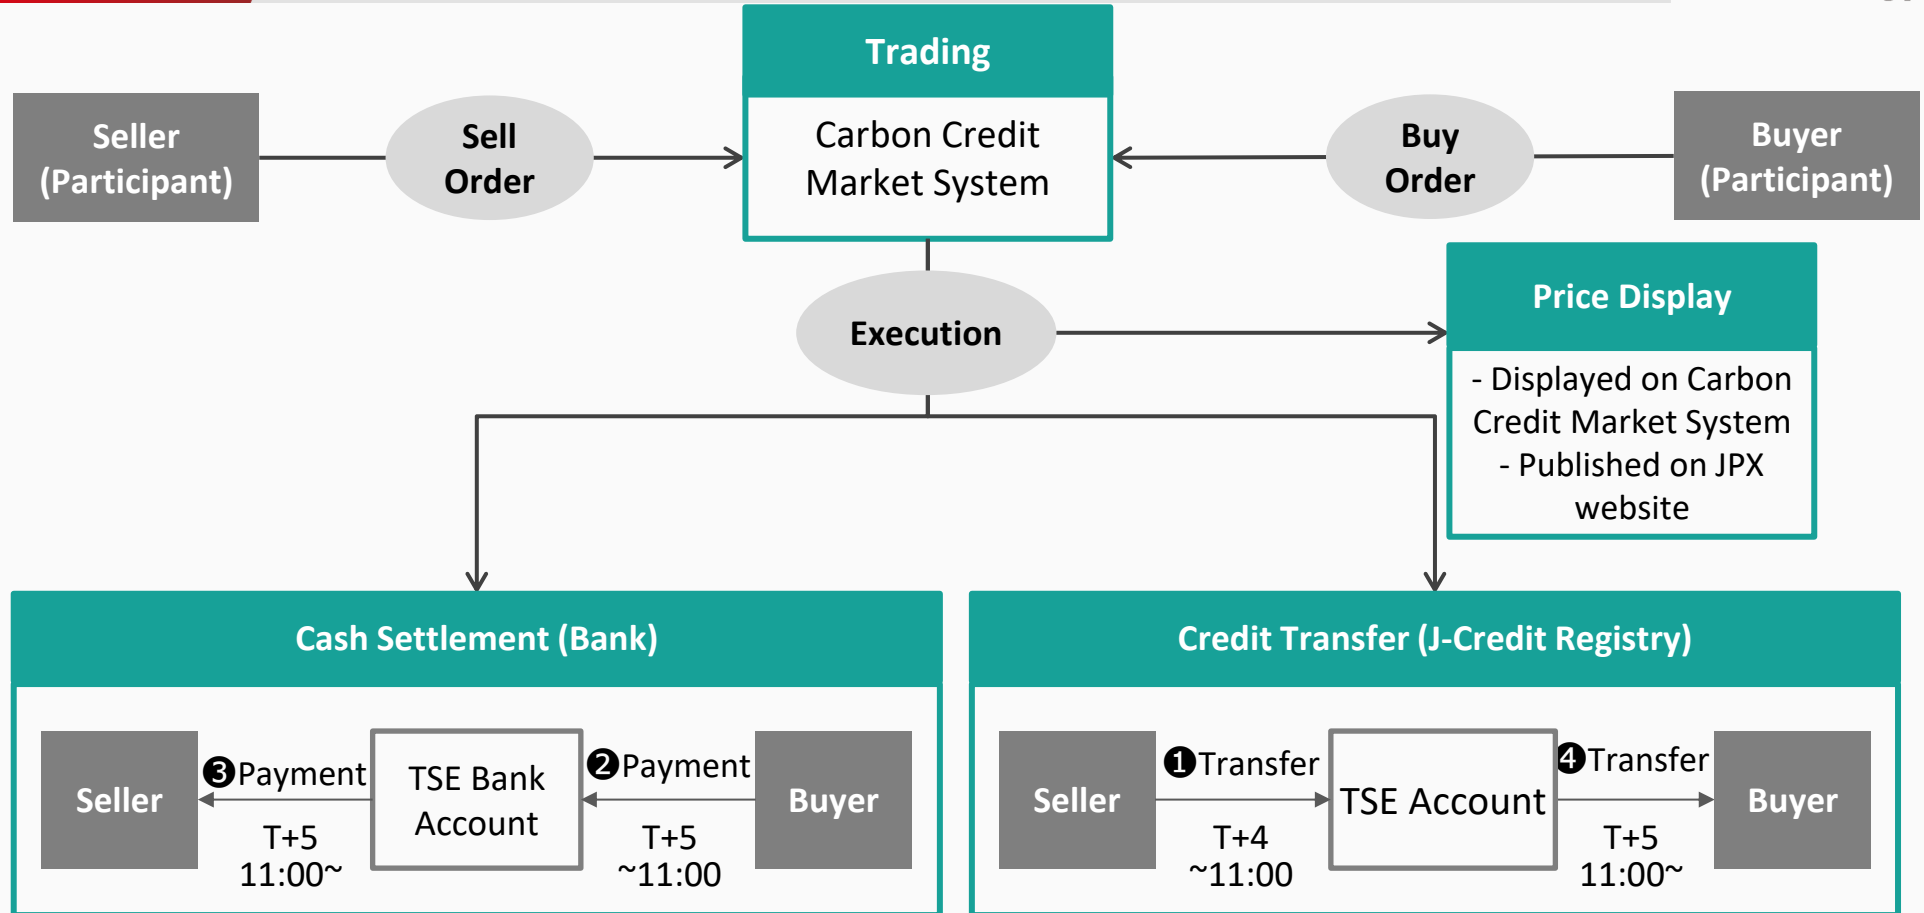 Trading
Seller
(Participant)
Sell
Order
Carbon Credit
Market System
Buy
Order
Buyer
(Participant)
Execution
Price Display
- Displayed on Carbon
Credit Market System
- Published on JPX
website
Cash Settlement (Bank)
Seller
❸Payment
T+5
11:00~
TSE Bank
Account
❷Payment
T+5
~11:00
Buyer
Credit Transfer (J-Credit Registry)
Seller
❶Transfer
T+4
~11:00
TSE Account
❹Transfer
T+5
11:00~
Buyer